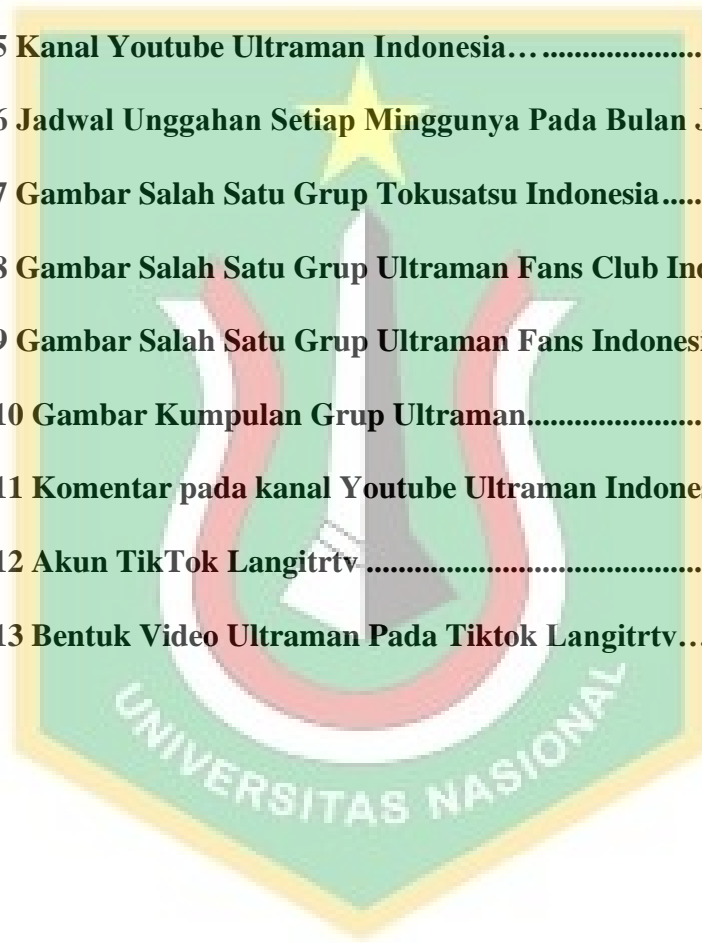 5 Kanal Youtube Ultraman Indonesia…......................
6 Jadwal Unggahan Setiap Minggunya Pada Bulan
7 Gambar Salah Satu Grup Tokusatsu Indonesia......
8 Gambar Salah Satu Grup Ultraman Fans Club
9 Gambar Salah Satu Grup Ultraman Fans
10 Gambar Kumpulan Grup Ultraman........................
11 Komentar pada kanal Youtube Ultraman
12 Akun TikTok Langitrtv ..............................................
13 Bentuk Video Ultraman Pada Tiktok Langitrtv…
UNIVERSITAS NASIONAL